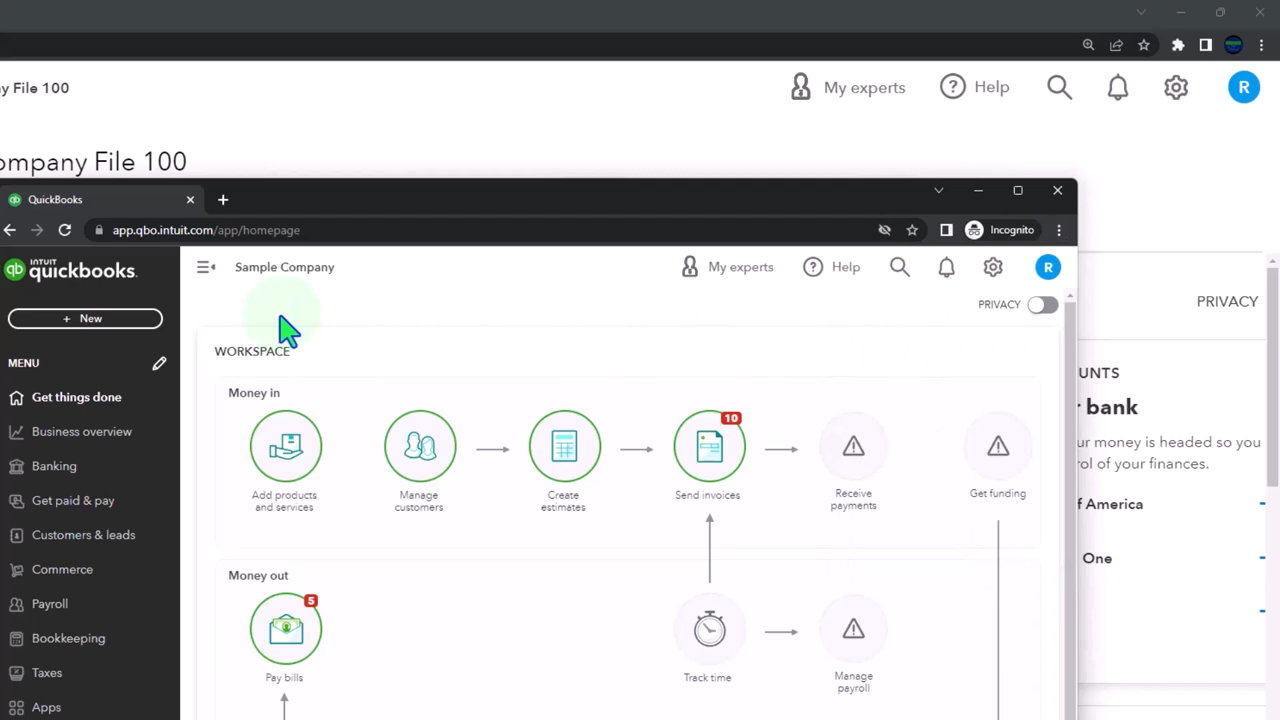 y File 100
My experts
Help
R
ompany File 100
QuickBooks
app.qbo.intuit.com/app/homepage
Incognito
qb
INTUIT
quickbooks.
Sample Company
My experts
Help
R
+ New
PRIVACY
PRIVACY
MENU
WORKSPACE
Get things done
Business overview
Banking
Get paid & pay
Customers & leads
Commerce
Payroll
Bookkeeping
Taxes
Apps
Money in
10
Add products
and services
Manage
customers
Create
estimates
Send invoices
Receive
payments
Get funding
Money out
5
Pay bills
Track time
Manage
payroll
UNTS
r bank
ur money is headed so you
rol of your finances.
f America
One